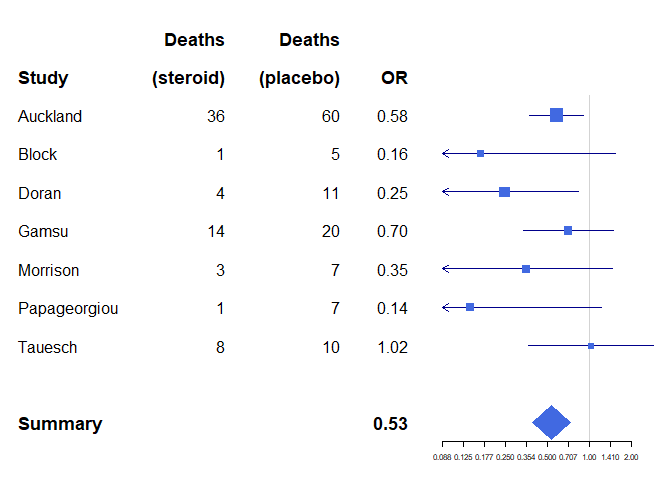 Deaths Deaths
Study (steroid) (placebo) OR
Auckland 36 60 0.58
Block 1 5 0.16
Doran 4 11 0.25
Gamsu 14 20 0.70
Morrison 3 7 0.35
Papageorgiou 1 7 0.14
Tauesch 8 10 1.02
Summary 0.53
0.088 0.125 0.177 0.250 0.354 0.500 0.707 1.00 1.410 2.00